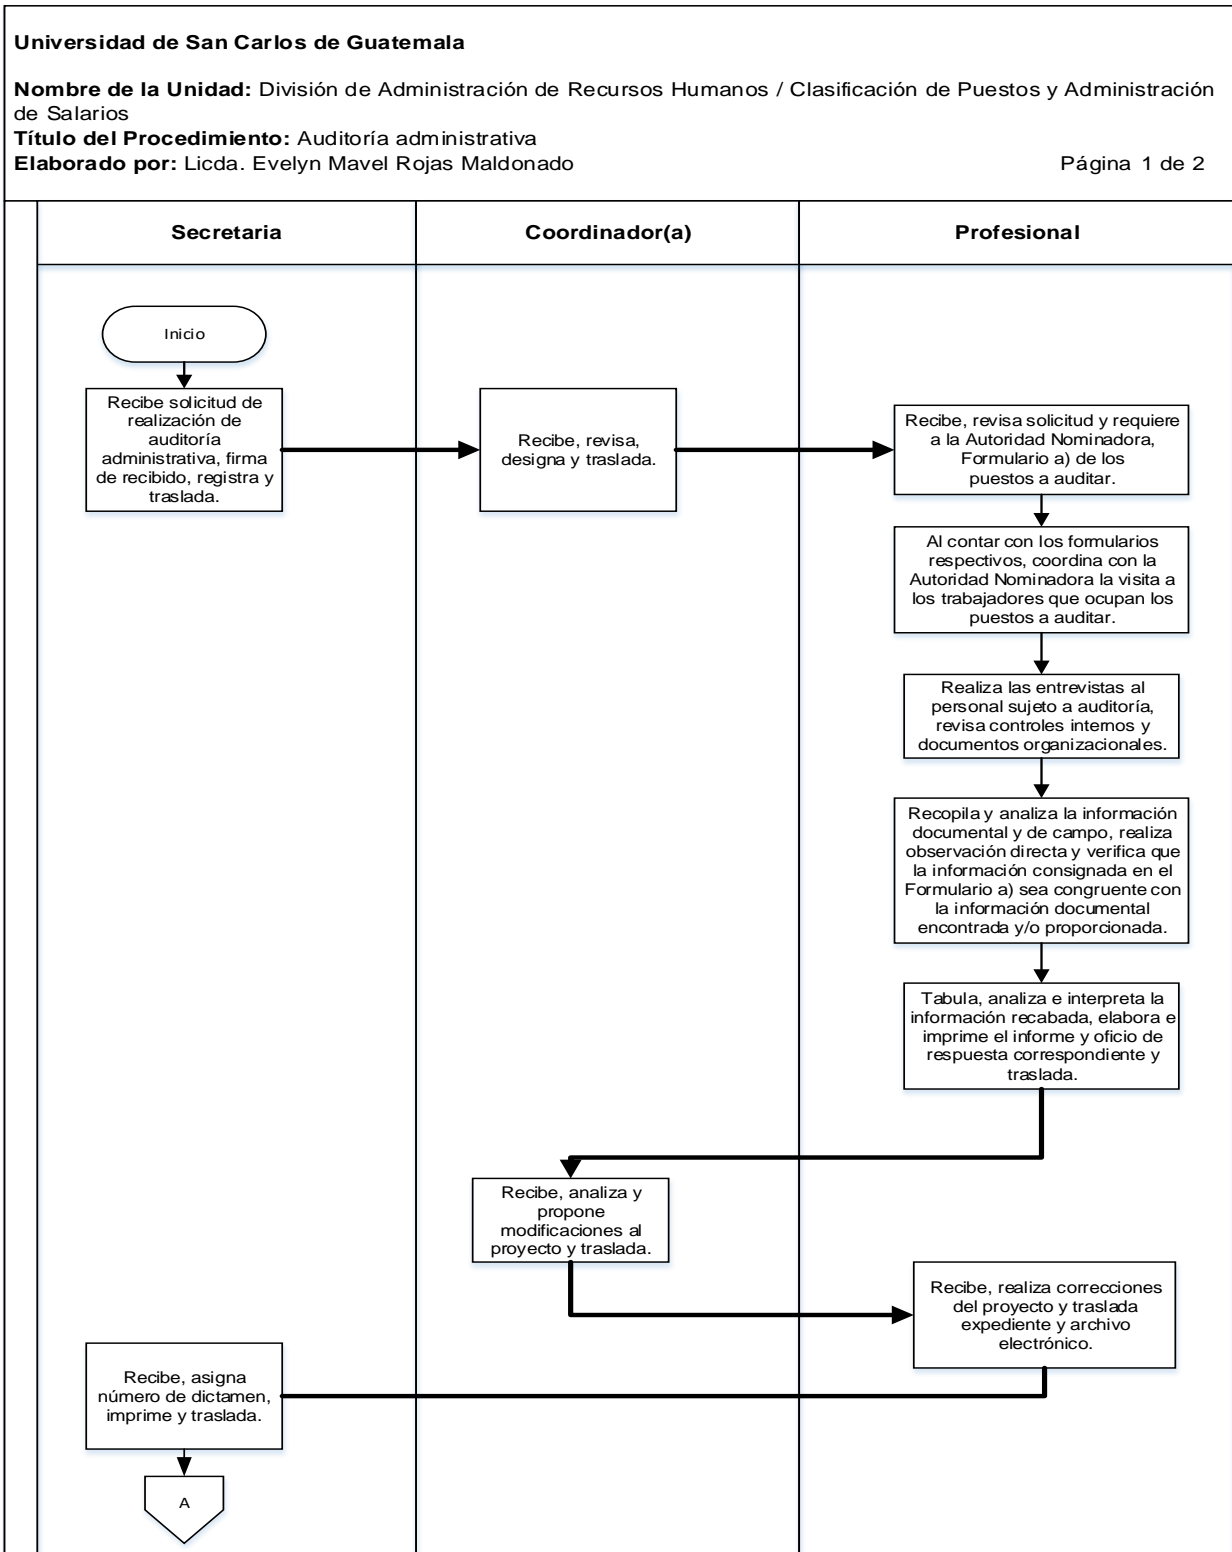 Universidad de San Carlos de Guatemala
Nombre de la Unidad: División de Administración de Recursos Humanos / Clasificación de Puestos y Administración
de Salarios
Título del Procedimiento: Auditoría administrativa
Elaborado por: Licda. Evelyn Mavel Rojas Maldonado
Página 1 de 2
Secretaria
Coordinador(a)
Profesional
Inicio
Recibe solicitud de
realización de
auditoría
administrativa, firma
de recibido, registra y
traslada.
Recibe, revisa,
designa y traslada.
Recibe, revisa solicitud y requiere
a la Autoridad Nominadora,
Formulario a) de los
puestos a auditar.
Al contar con los formularios
respectivos, coordina con la
Autoridad Nominadora la visita a
los trabajadores que ocupan los
puestos a auditar.
Realiza las entrevistas al
personal sujeto a auditoría,
revisa controles internos y
documentos organizacionales.
Recopila y analiza la información
documental y de campo, realiza
observación directa y verifica que
la información consignada en el
Formulario a) sea congruente con
la información documental
encontrada y/o proporcionada.
Tabula, analiza e interpreta la
información recabada, elabora e
imprime el informe y oficio de
respuesta correspondiente y
traslada.
Recibe, analiza y
propone
modificaciones al
proyecto y traslada.
Recibe, realiza correcciones
del proyecto y traslada
expediente y archivo
electrónico.
Recibe, asigna
número de dictamen,
imprime y traslada.
A